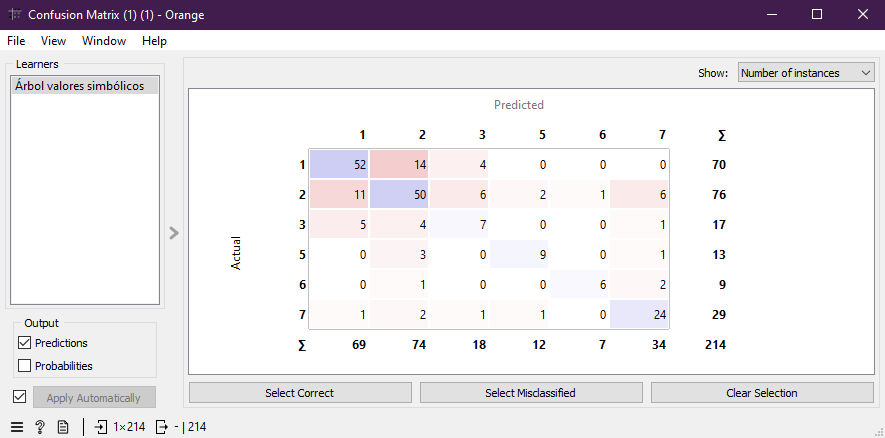 Confusion Matrix (1) (1) - Orange
File View Window Help
Learners
Árbol valores simbólicos
Show: Number of instances
Predicted
1 2 3 5 6 7 Σ
1 52 14 4 0 0 0 70
2 11 50 6 2 1 6 76
3 5 4 7 0 0 1 17
Actual
5 0 3 0 9 0 1 13
6 0 1 0 0 6 2 9
7 1 2 1 1 0 24 29
Σ 69 74 18 12 7 34 214
Output
Predictions
Probabilities
Apply Automatically
Select Correct Select Misclassified Clear Selection
1×214 - | 214